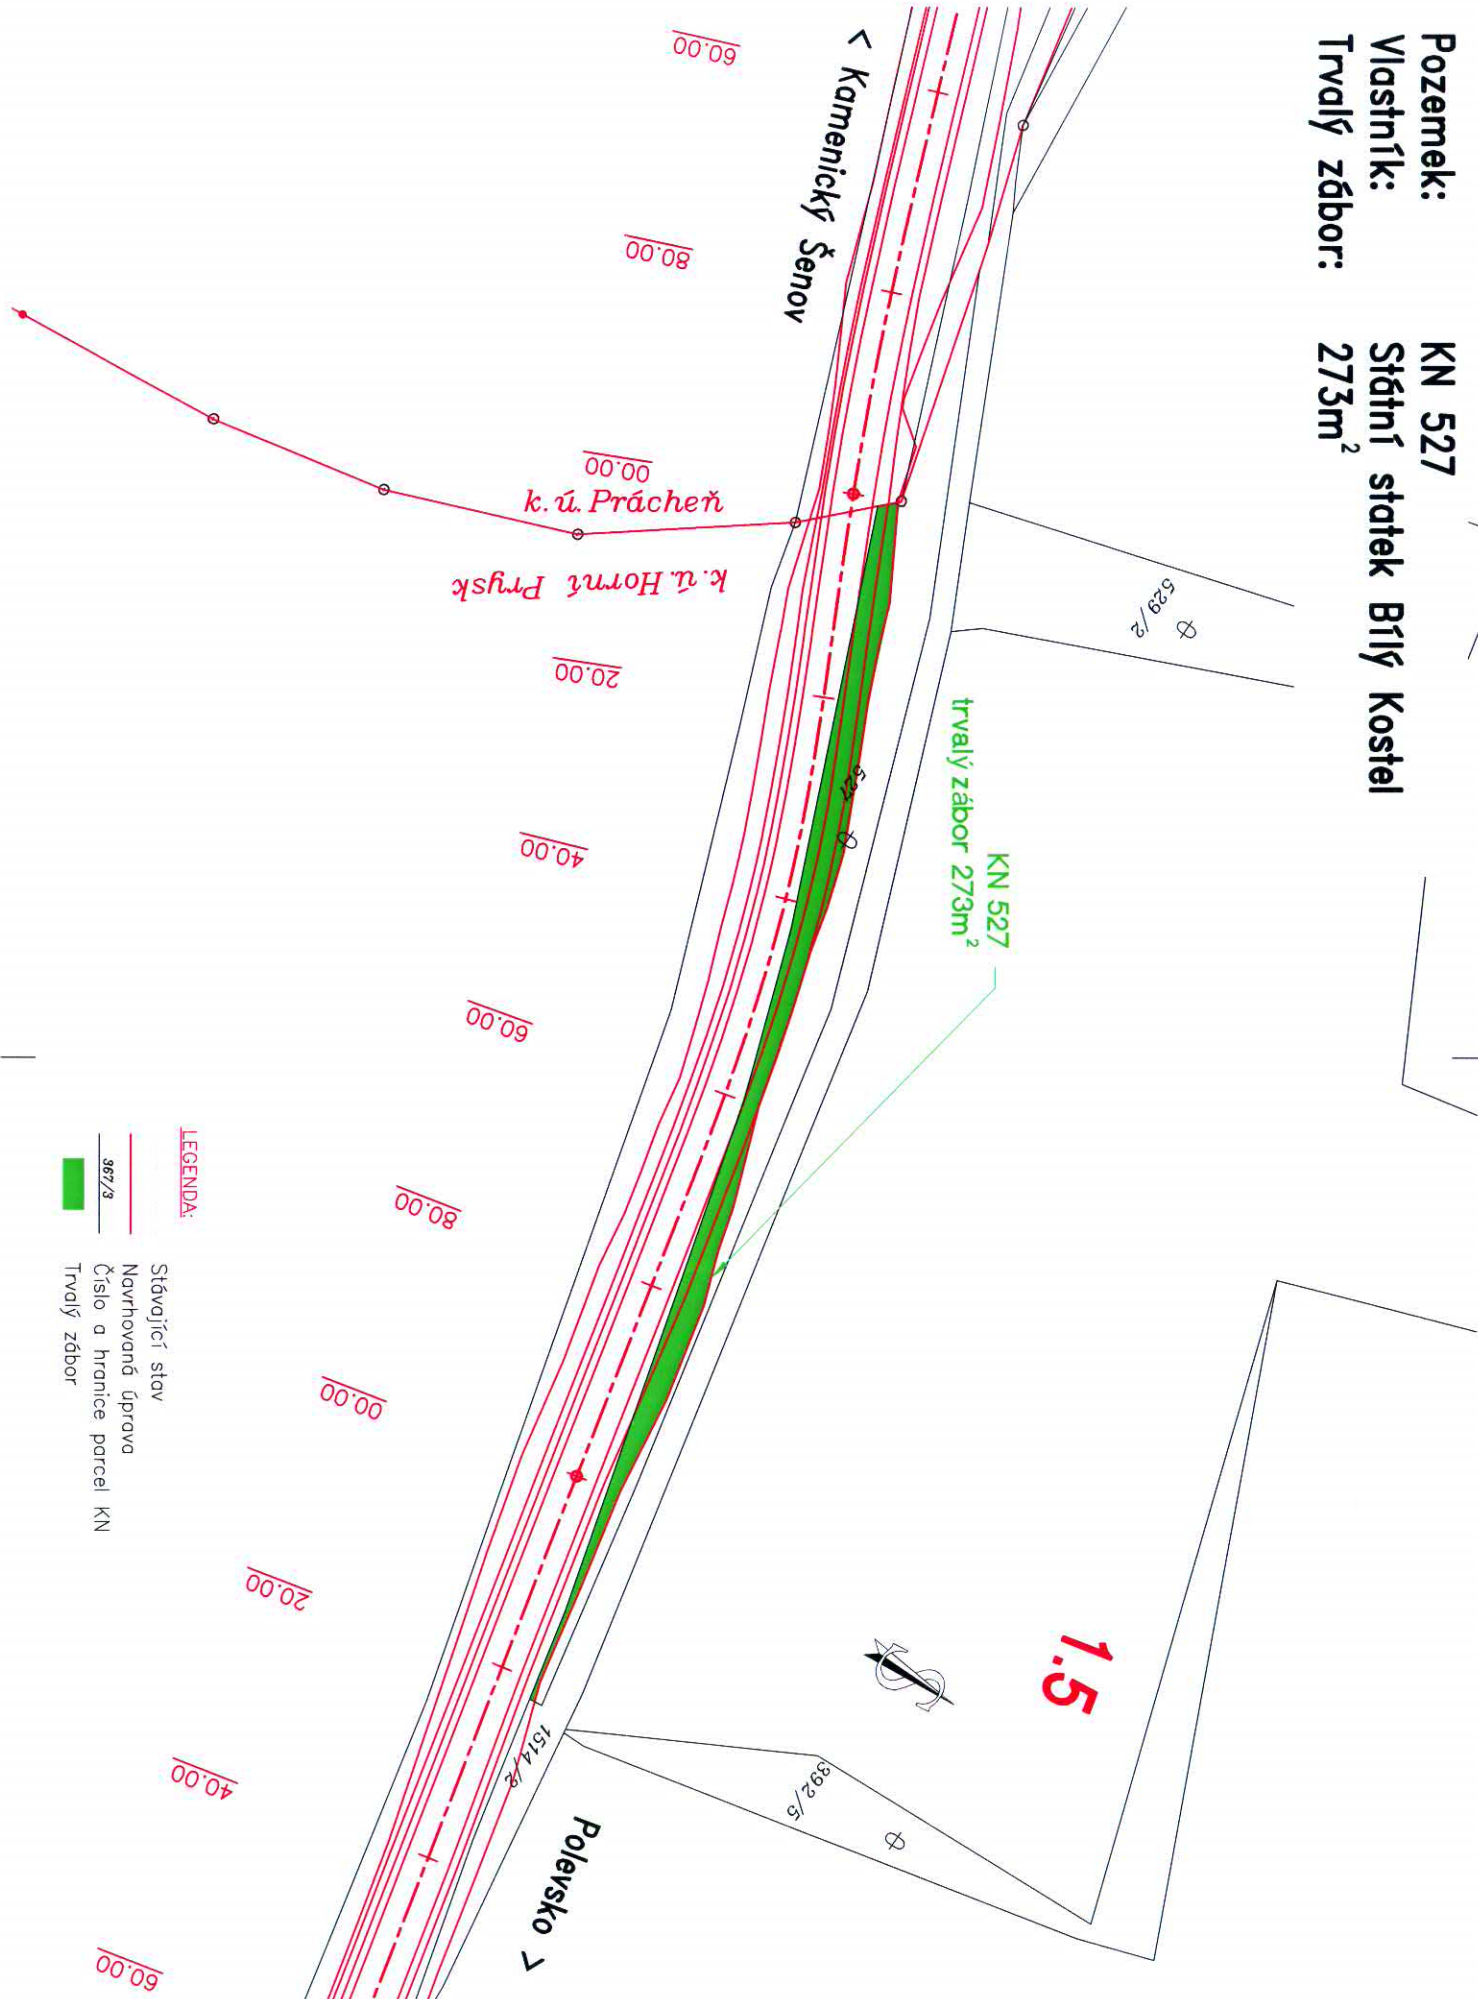 Pozemek: KN 527
Vlastník: Státní statek Bílý Kostel
Trvalý zábor: 273m²
< Kamenický Šenov
60.00
80.00
00.00
k.ú. Prácheň
k.ú. Horní Prysk
20.00
40.00
60.00
80.00
00.00
20.00
40.00
60.00
529/2
527
KN 527
trvalý zábor 273m²
1514/2
392/5
Polevsko >
1.5
S
LEGENDA:
Stávající stav
Navrhovaná úprava
367/3 Číslo a hranice parcel KN
Trvalý zábor